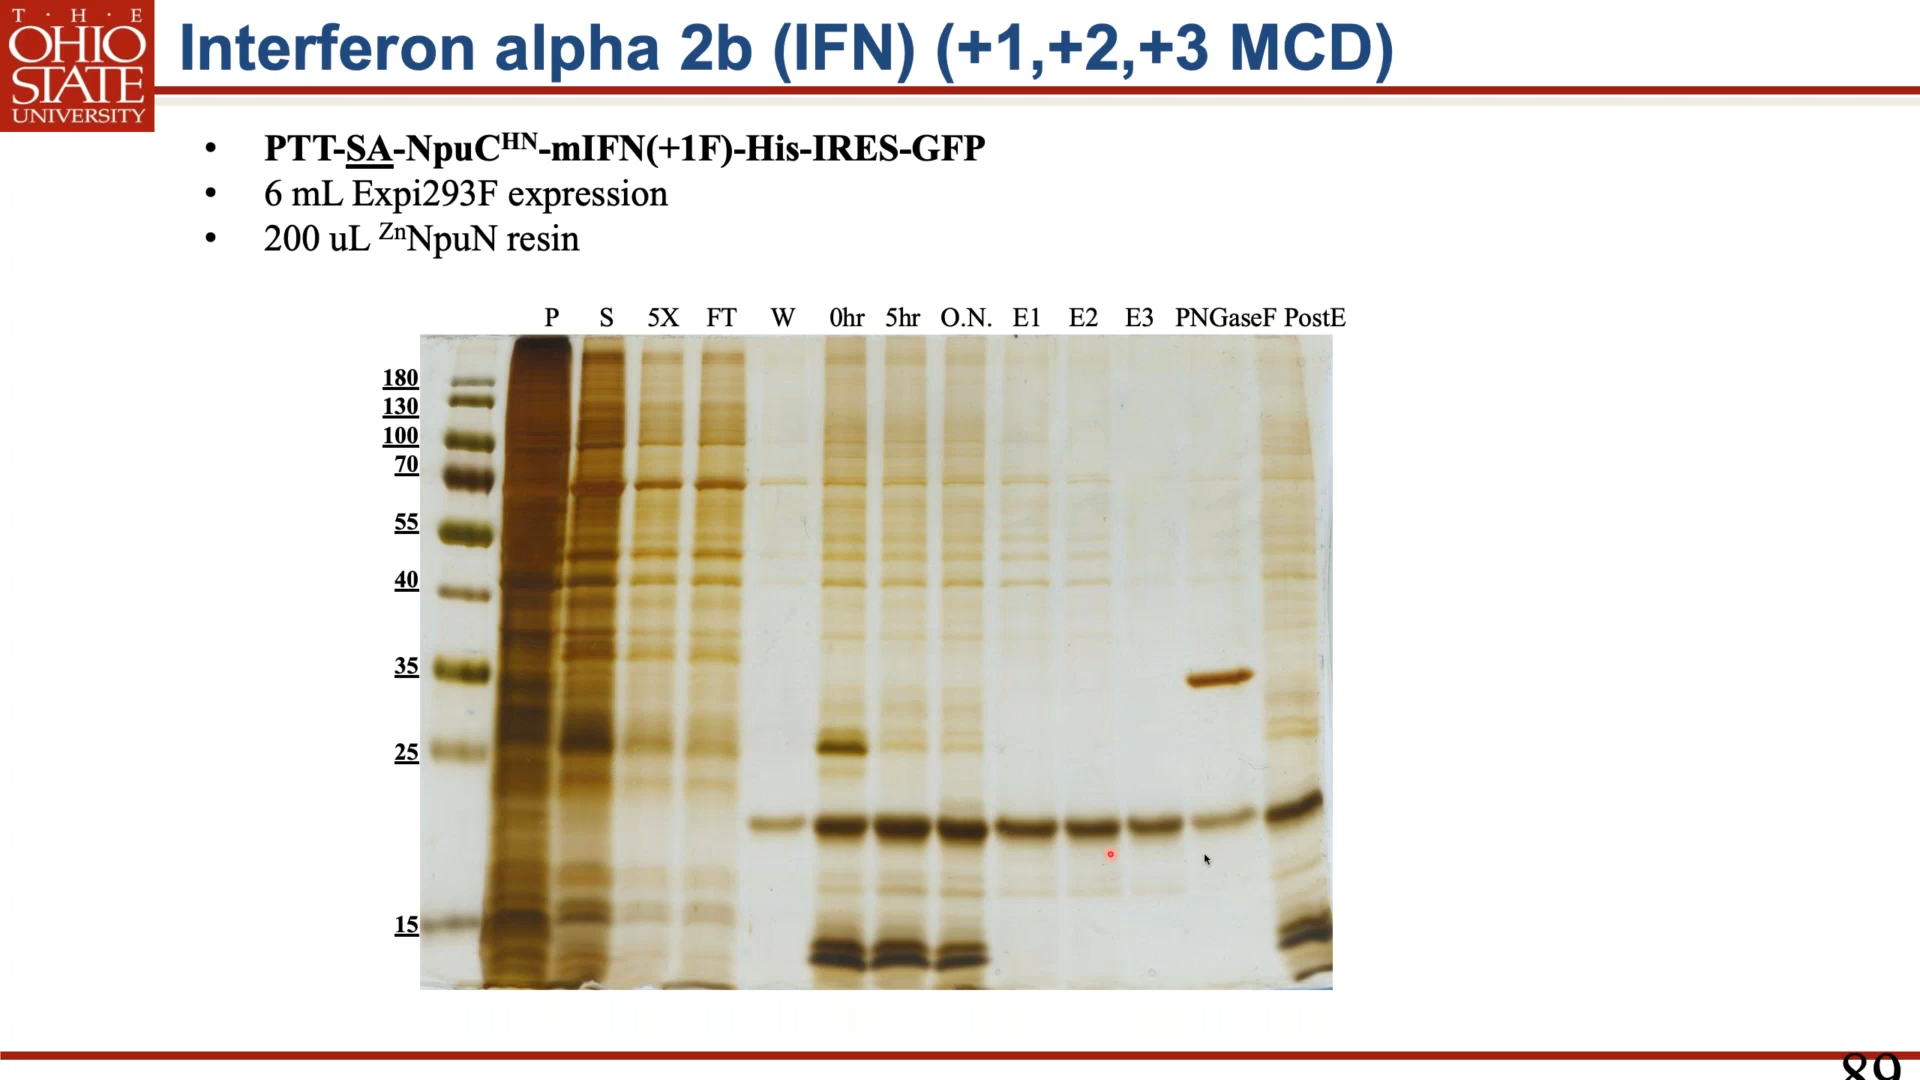 T · H · E
OHIO
STATE
UNIVERSITY
Interferon alpha 2b (IFN) (+1,+2,+3 MCD)
• PTT-SA-NpuCᴴᴺ-mIFN(+1F)-His-IRES-GFP
• 6 mL Expi293F expression
• 200 uL ᶻⁿNpuN resin
P S 5X FT W 0hr 5hr O.N. E1 E2 E3 PNGaseF PostE
180
130
100
70
55
40
35
25
15
89